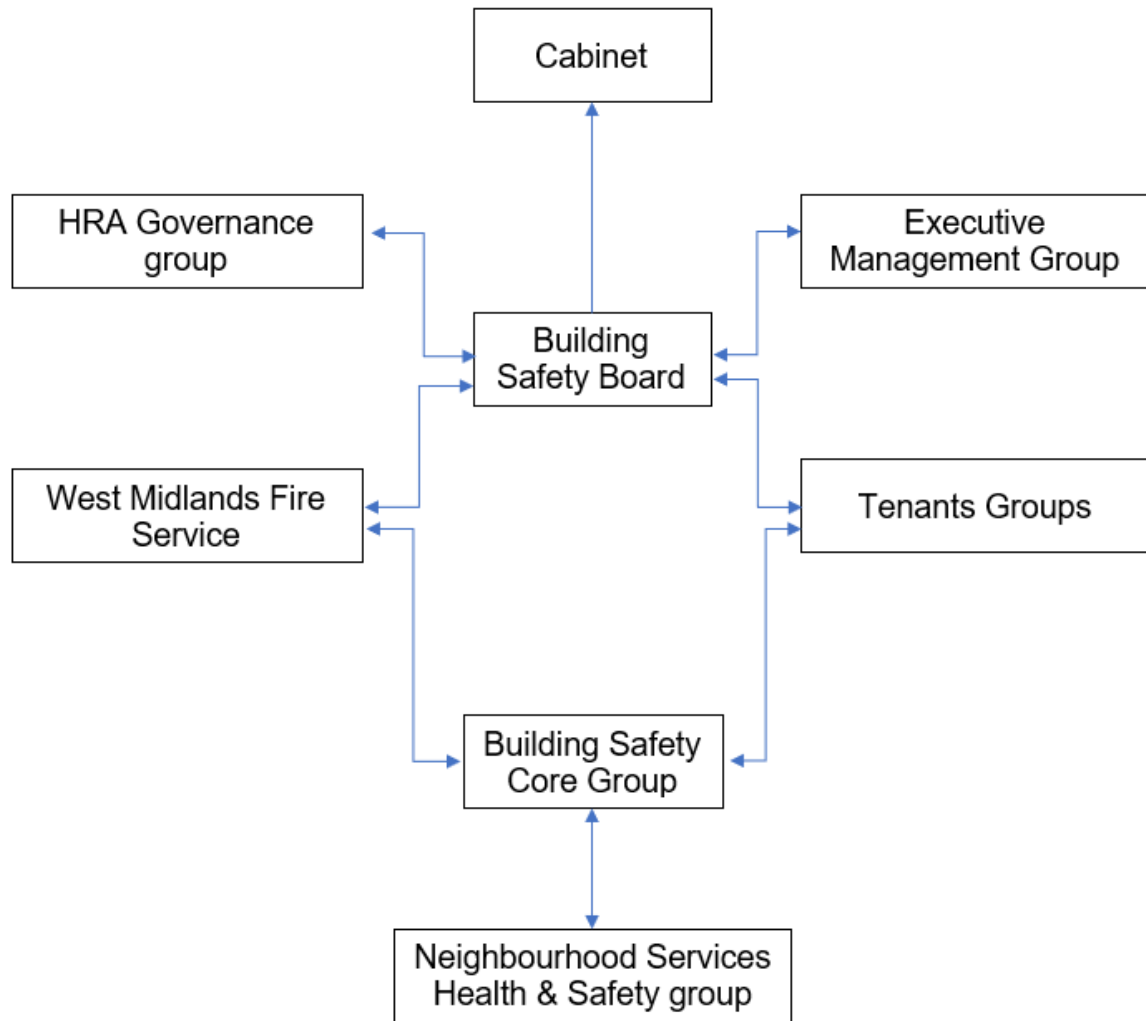 Cabinet
HRA Governance
group
Executive
Management Group
Building
Safety Board
West Midlands Fire
Service
Tenants Groups
Building Safety
Core Group
Neighbourhood Services
Health & Safety group